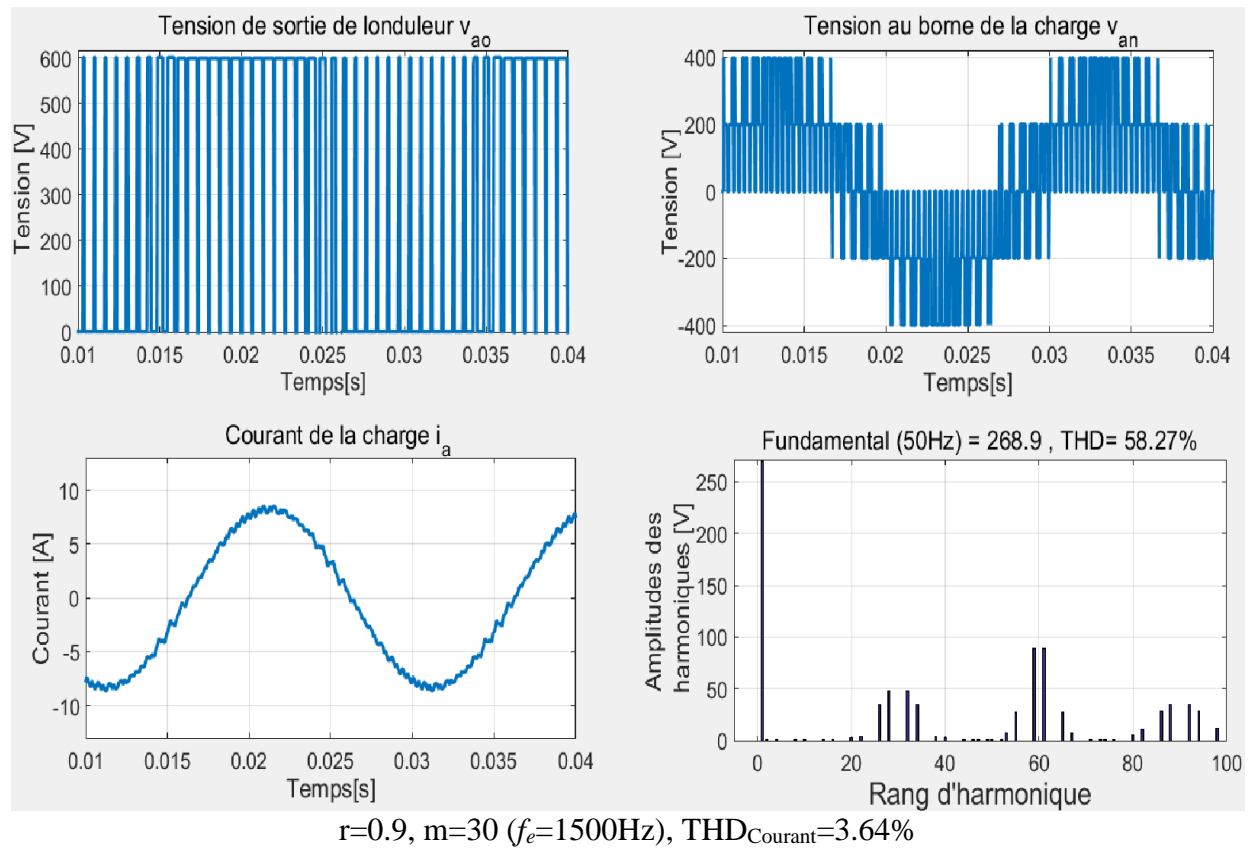 Tension de sortie de londuleur v_ao
Tension [V]
600
500
400
300
200
100
0
0.01 0.015 0.02 0.025 0.03 0.035 0.04
Temps[s]
Tension au borne de la charge v_an
Tension [V]
400
200
0
-200
-400
0.01 0.015 0.02 0.025 0.03 0.035 0.04
Temps[s]
Courant de la charge i_a
Courant [A]
10
5
0
-5
-10
0.01 0.015 0.02 0.025 0.03 0.035 0.04
Temps[s]
Fundamental (50Hz) = 268.9 , THD= 58.27%
Amplitudes des
harmoniques [V]
250
200
150
100
50
0
0 20 40 60 80 100
Rang d'harmonique
r=0.9, m=30 (fe=1500Hz), THDCourant=3.64%